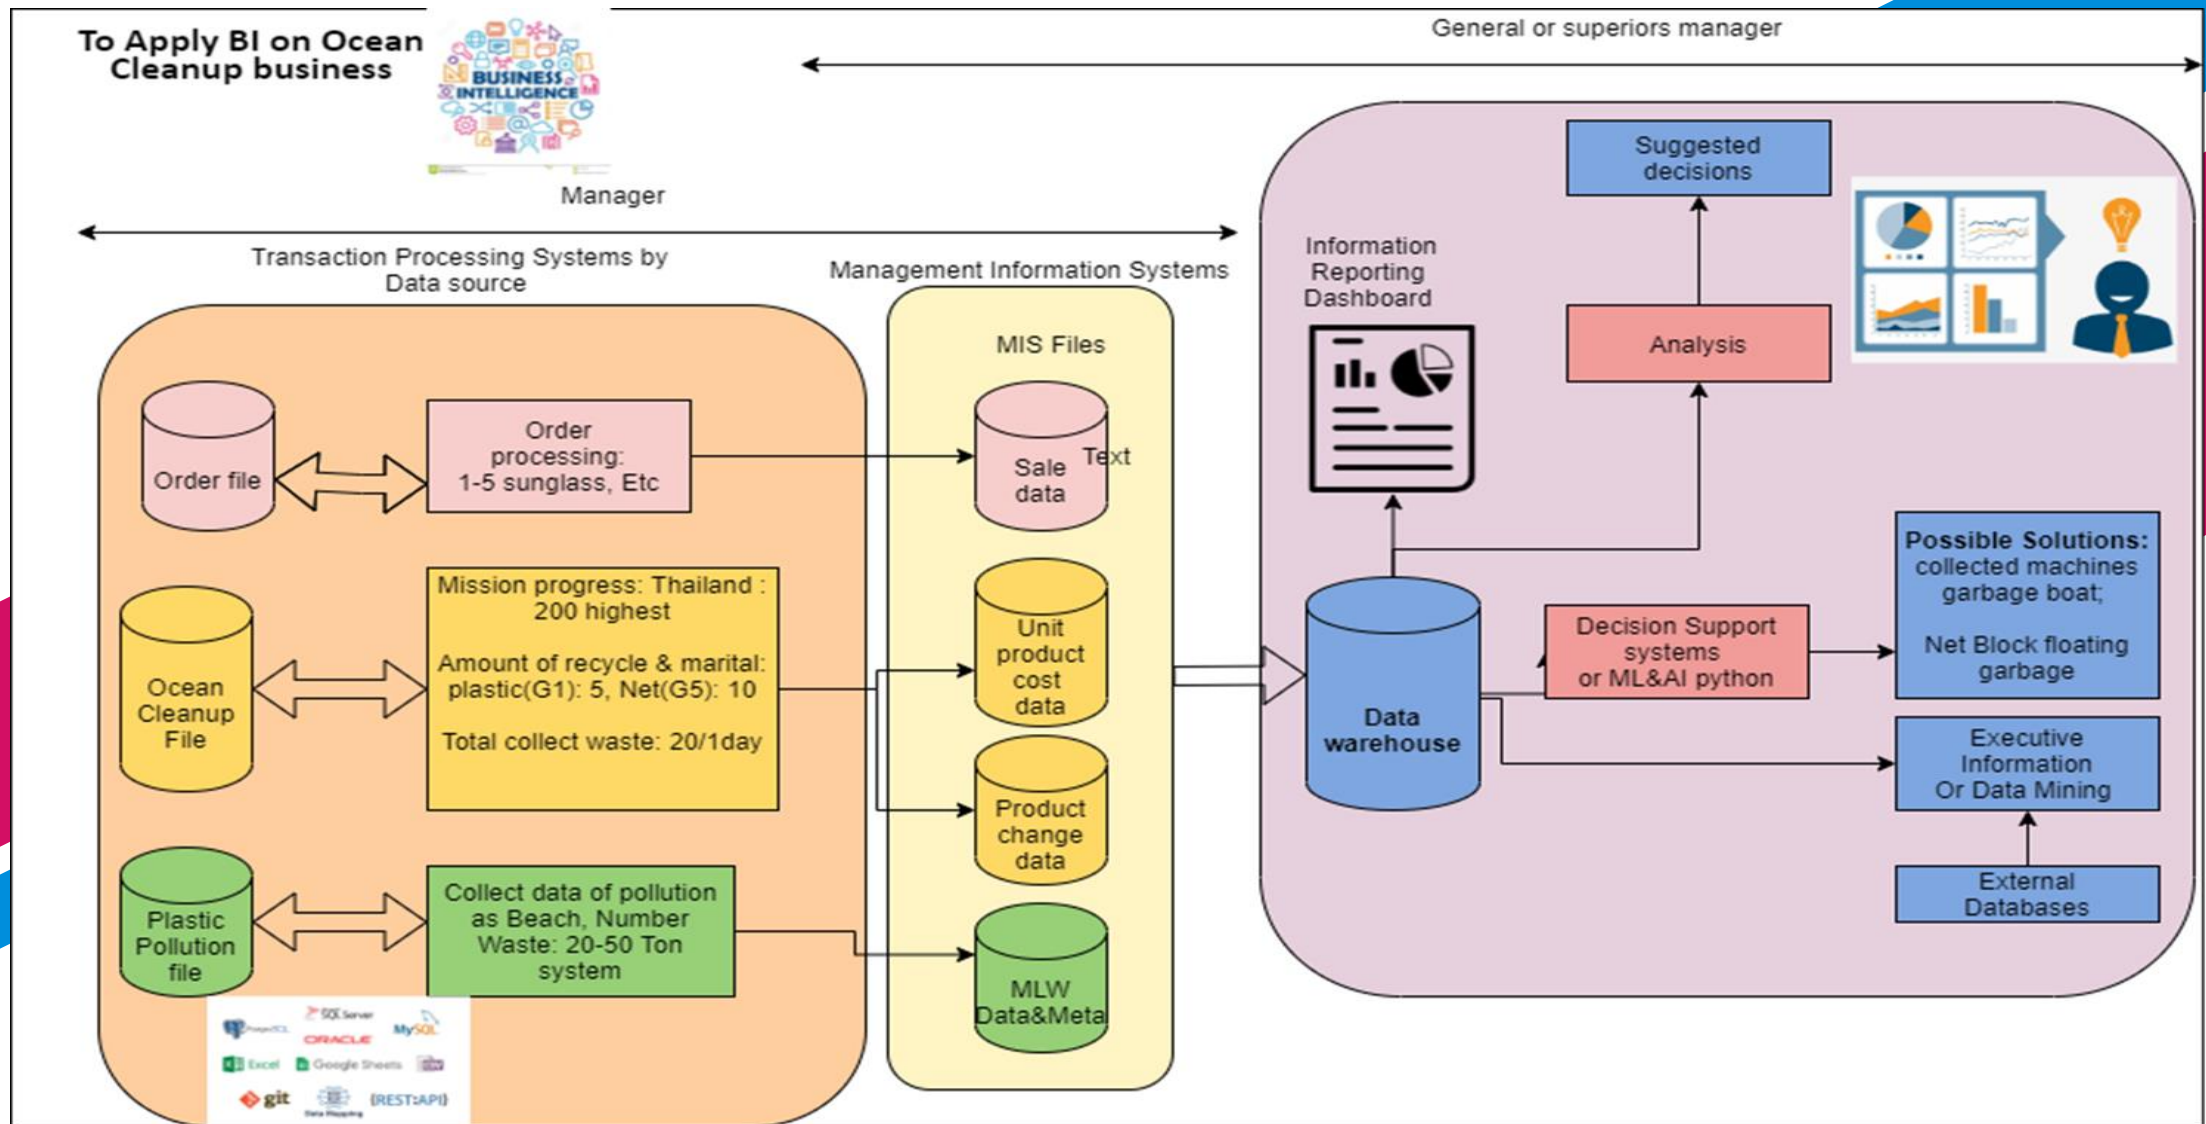 To Apply BI on Ocean
Cleanup business
BUSINESS
INTELLIGENCE
General or superiors manager
Manager
Transaction Processing Systems by
Data source
Management Information Systems
Order file
Order
processing:
1-5 sunglass, Etc
Ocean
Cleanup
File
Mission progress: Thailand :
200 highest
Amount of recycle & marital:
plastic(G1): 5, Net(G5): 10
Total collect waste: 20/1day
Plastic
Pollution
file
Collect data of pollution
as Beach, Number
Waste: 20-50 Ton
system
PostgreSQL
SQL Server
ORACLE
MySQL
Excel
Google Sheets
git
Data Mapping
{REST:API}
MIS Files
Sale
data
Text
Unit
product
cost
data
Product
change
data
MLW
Data&Meta
Information
Reporting
Dashboard
Suggested
decisions
Analysis
Data
warehouse
Decision Support
systems
or ML&AI python
Possible Solutions:
collected machines
garbage boat;
Net Block floating
garbage
Executive
Information
Or Data Mining
External
Databases